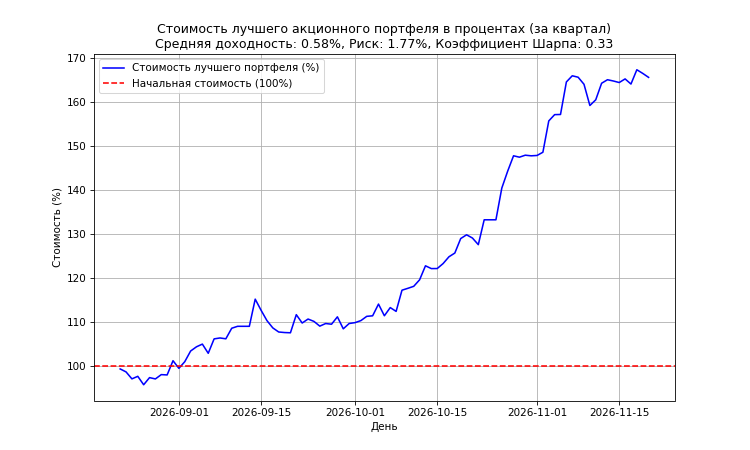 Стоимость лучшего акционного портфеля в процентах (за квартал)
Средняя доходность: 0.58%, Риск: 1.77%, Коэффициент Шарпа: 0.33
Стоимость лучшего портфеля (%)
Начальная стоимость (100%)
Стоимость (%)
170
160
150
140
130
120
110
100
2026-09-01 2026-09-15 2026-10-01 2026-10-15 2026-11-01 2026-11-15
День